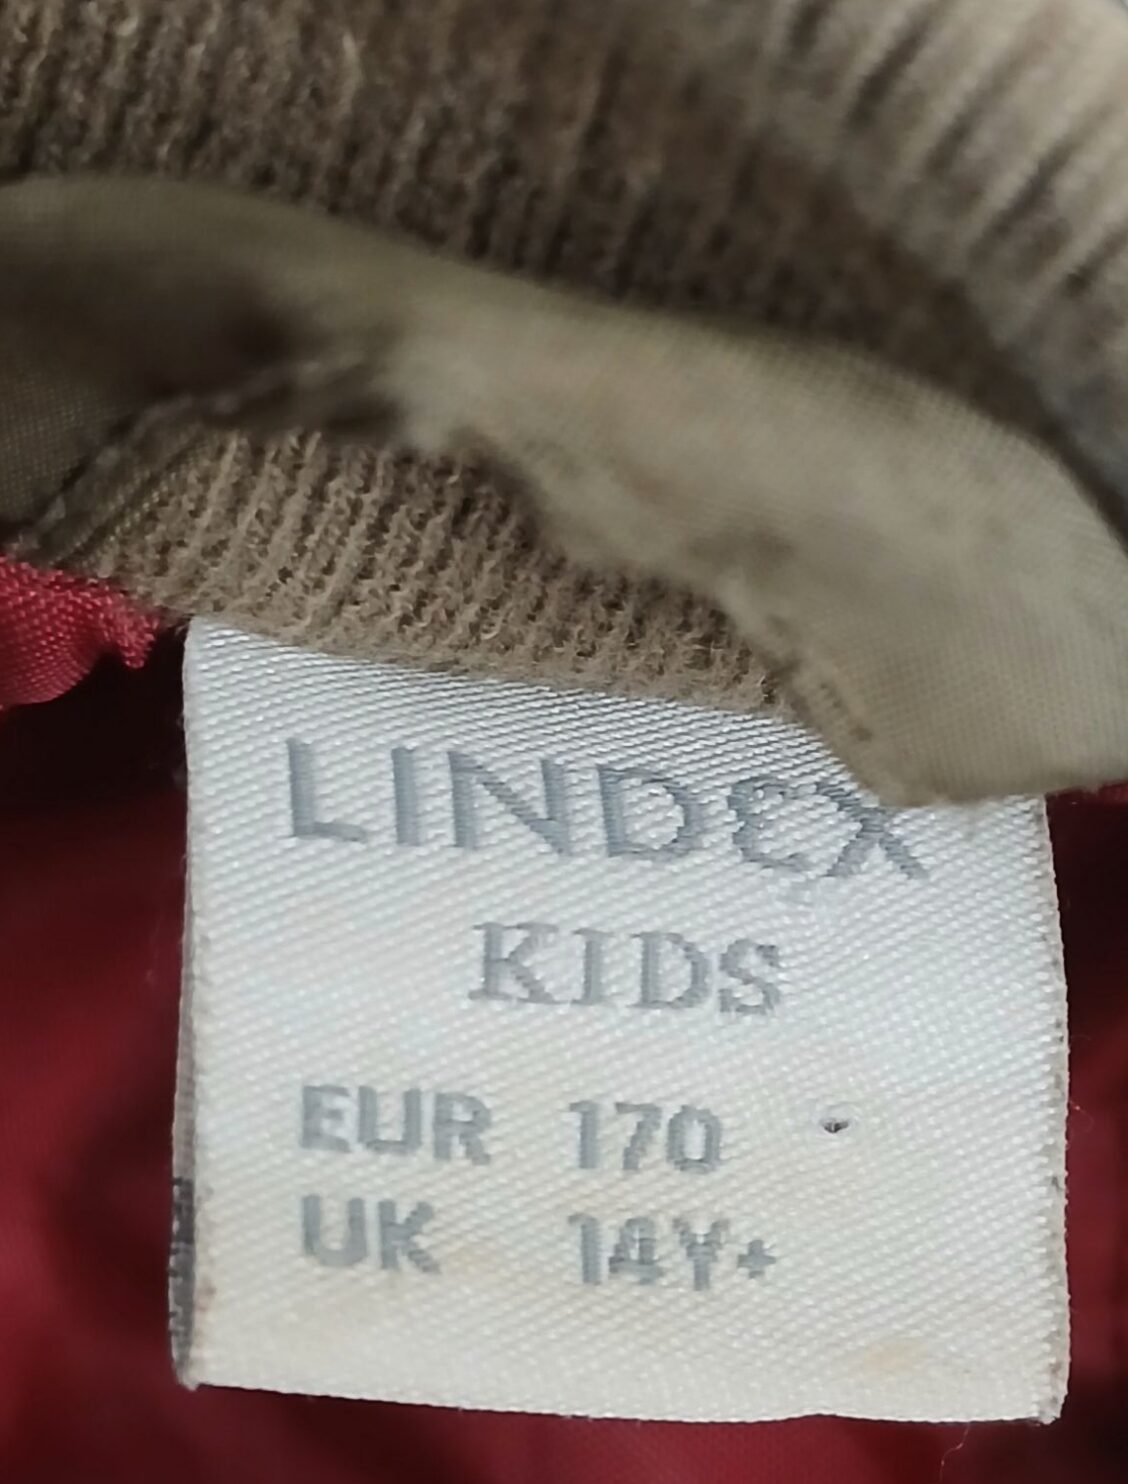 LINDEX
KIDS
EUR 170
UK 14Y+